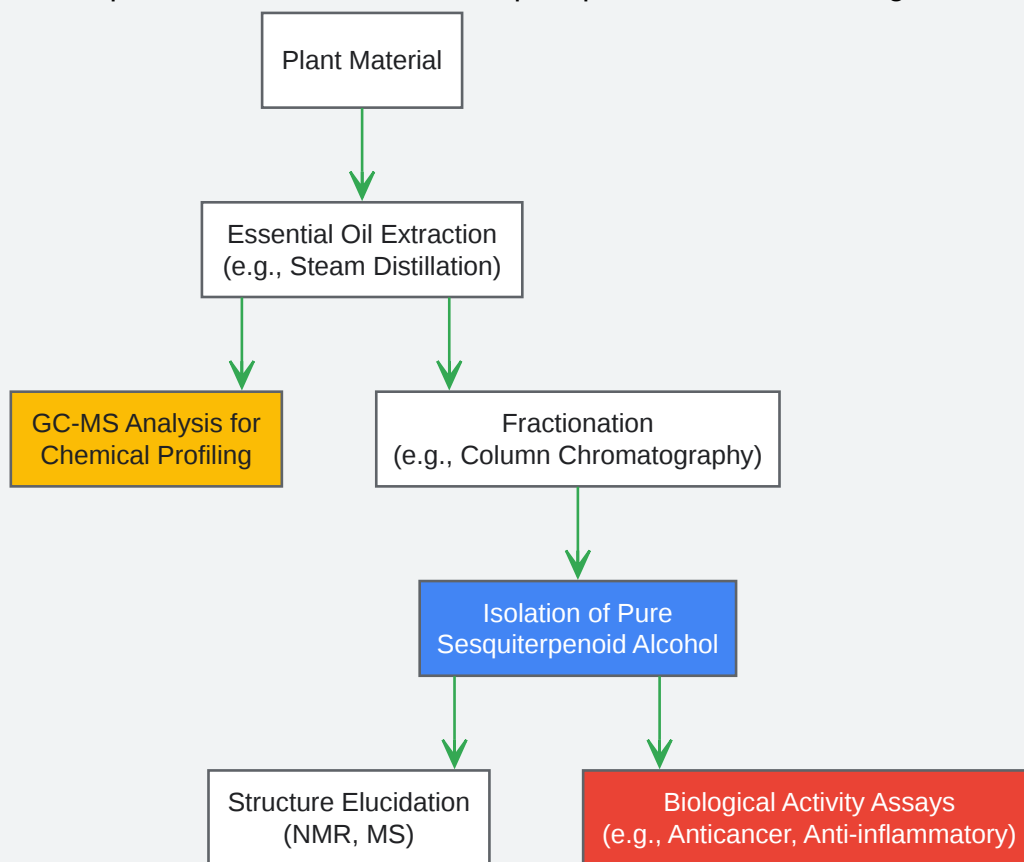 Plant Material
Essential Oil Extraction
(e.g., Steam Distillation)
GC-MS Analysis for
Chemical Profiling
Fractionation
(e.g., Column Chromatography)
Isolation of Pure
Sesquiterpenoid Alcohol
Structure Elucidation
(NMR, MS)
Biological Activity Assays
(e.g., Anticancer, Anti-inflammatory)